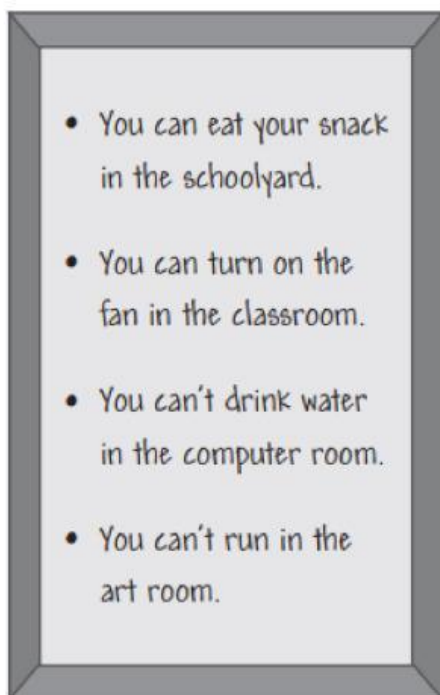 • You can eat your snack
in the schoolyard.
• You can turn on the
fan in the classroom.
• You can't drink water
in the computer room.
• You can't run in the
art room.